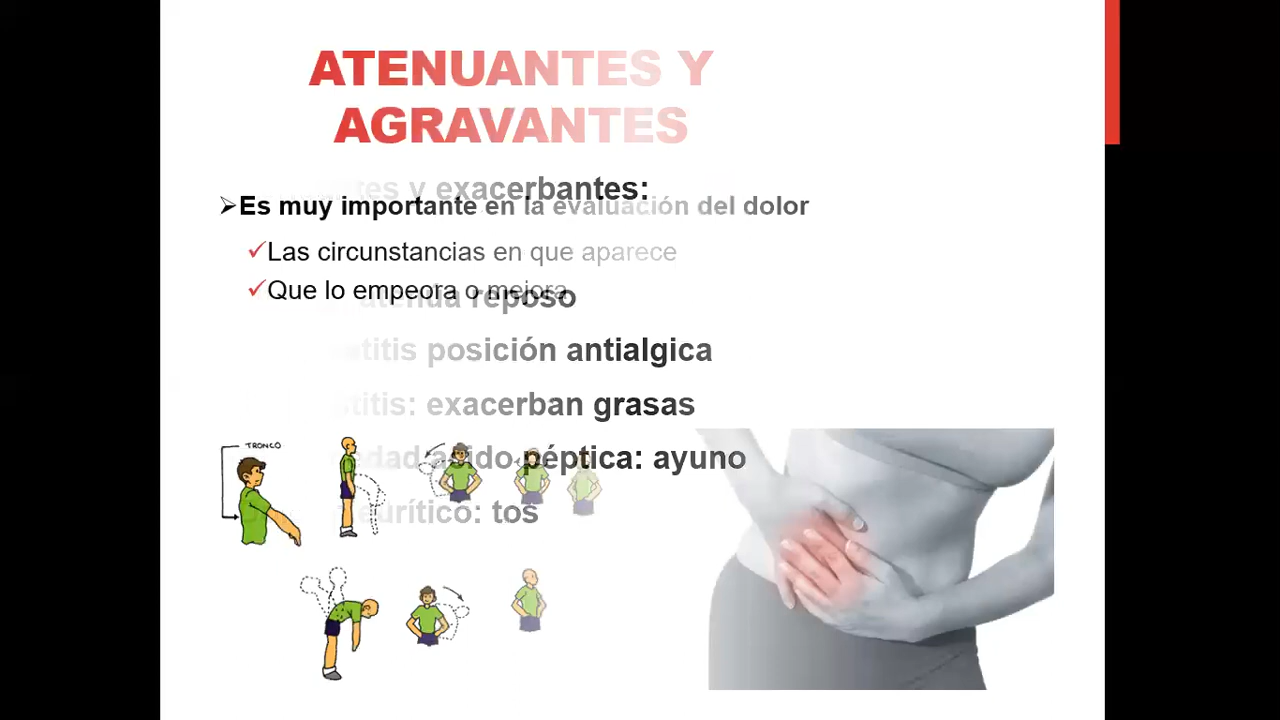 ATENUANTES Y
AGRAVANTES
y exacerbantes:
➢Es muy importante en la evaluación del dolor
✓Las circunstancias en que aparece
✓Que lo empeora o mejora
reposo
posición antialgica
exacerban grasas
péptica: ayuno
tos
TRONCO